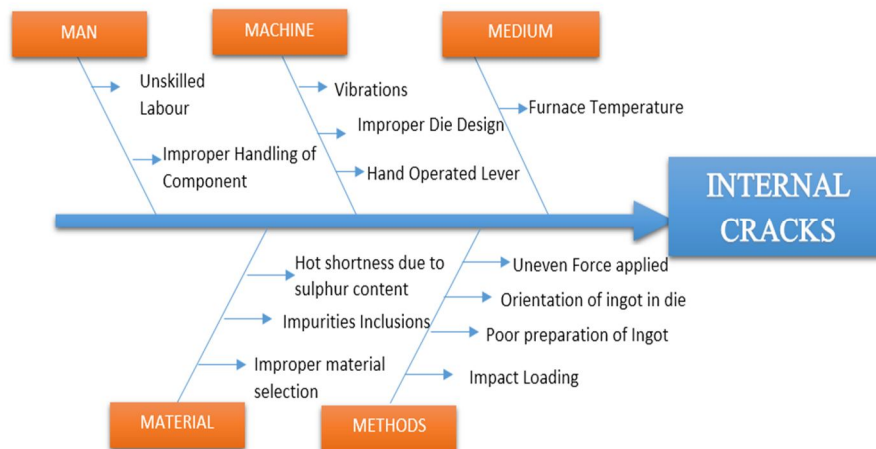 MAN
MACHINE
MEDIUM
Unskilled
Labour
Improper Handling of
Component
Vibrations
Improper Die Design
Hand Operated Lever
Furnace Temperature
INTERNAL
CRACKS
Hot shortness due to
sulphur content
Impurities Inclusions
Improper material
selection
Uneven Force applied
Orientation of ingot in die
Poor preparation of Ingot
Impact Loading
MATERIAL
METHODS